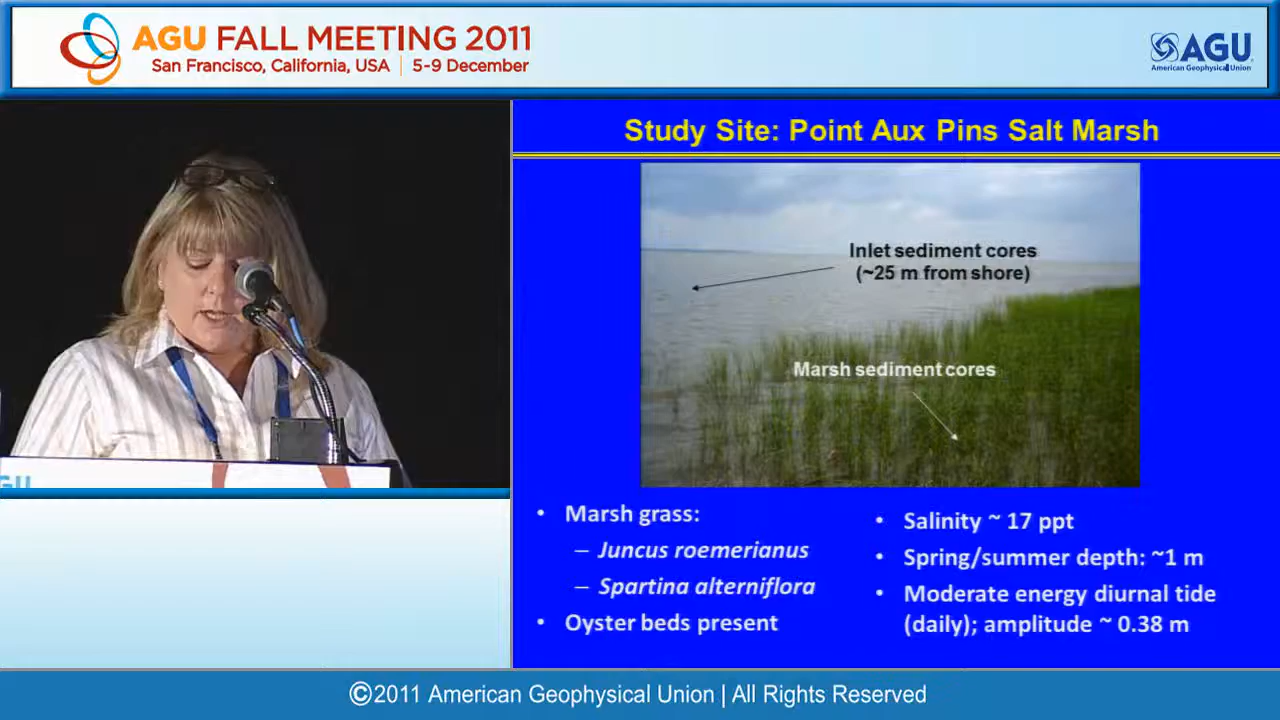 AGU FALL MEETING 2011
San Francisco, California, USA | 5-9 December
AGU
American Geophysical Union
Study Site: Point Aux Pins Salt Marsh
Inlet sediment cores
(~25 m from shore)
Marsh sediment cores
• Marsh grass:
– Juncus roemerianus
– Spartina alterniflora
• Oyster beds present
• Salinity ~ 17 ppt
• Spring/summer depth: ~1 m
• Moderate energy diurnal tide
(daily); amplitude ~ 0.38 m
©2011 American Geophysical Union | All Rights Reserved